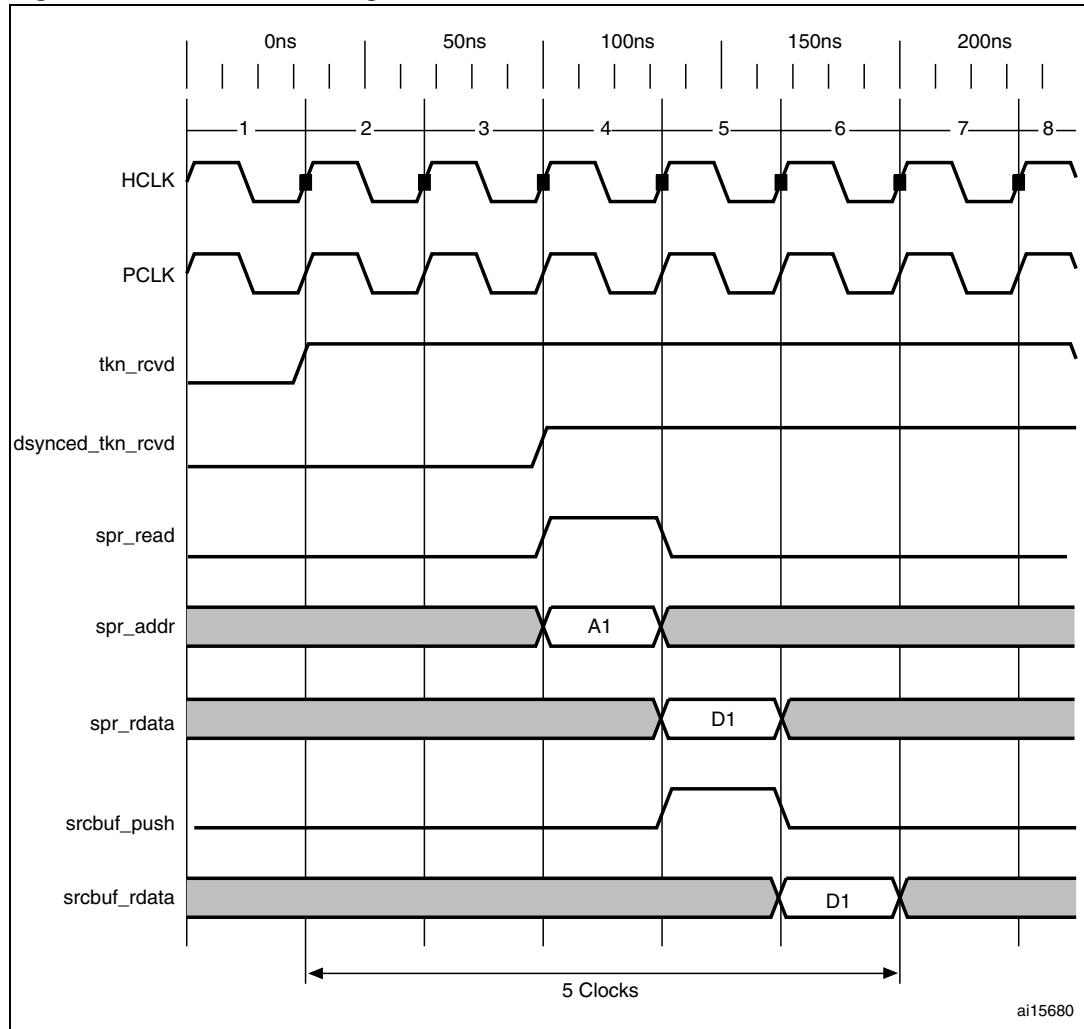 0ns 50ns 100ns 150ns 200ns
1 2 3 4 5 6 7 8
HCLK
PCLK
tkn_rcvd
dsynced_tkn_rcvd
spr_read
spr_addr A1
spr_rdata D1
srcbuf_push
srcbuf_rdata D1
5 Clocks
ai15680